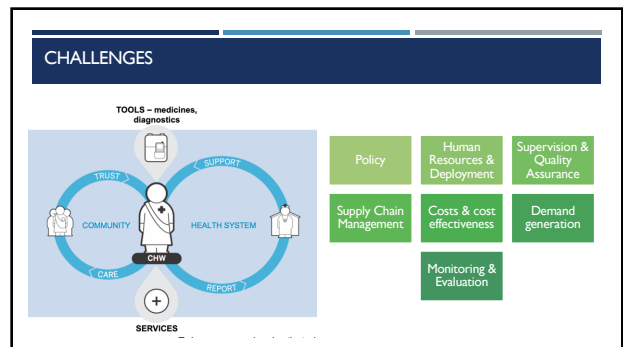 CHALLENGES
TOOLS – medicines,
diagnostics
TRUST
SUPPORT
COMMUNITY
HEALTH SYSTEM
CHW
CARE
REPORT
SERVICES
Policy
Human
Resources &
Deployment
Supervision &
Quality
Assurance
Supply Chain
Management
Costs & cost
effectiveness
Demand
generation
Monitoring &
Evaluation